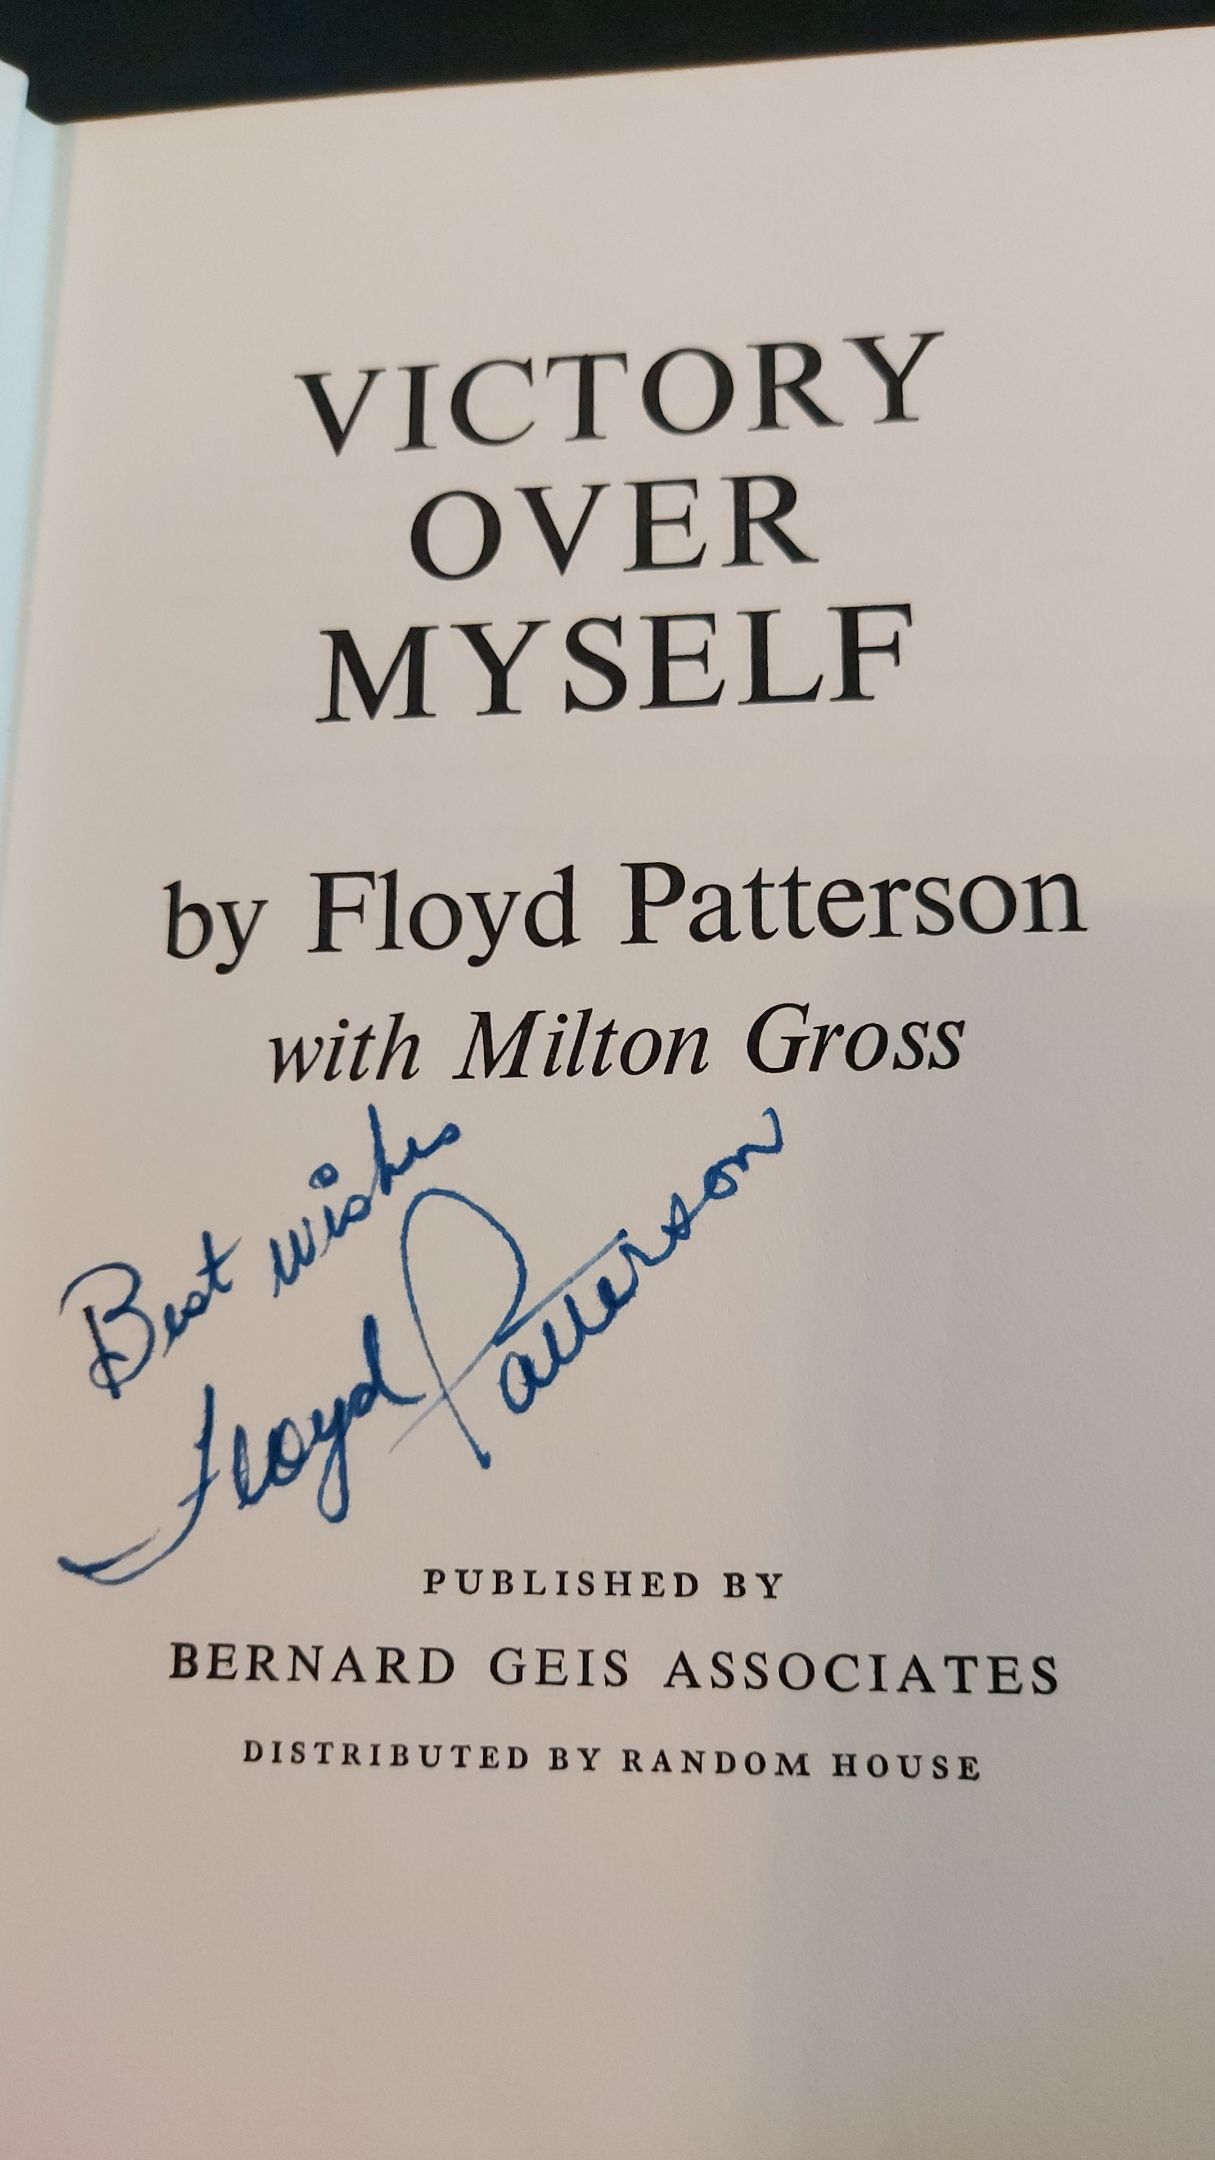 VICTORY
OVER
MYSELF
by Floyd Patterson
with Milton Gross
Best wishes
Floyd Patterson
PUBLISHED BY
BERNARD GEIS ASSOCIATES
DISTRIBUTED BY RANDOM HOUSE